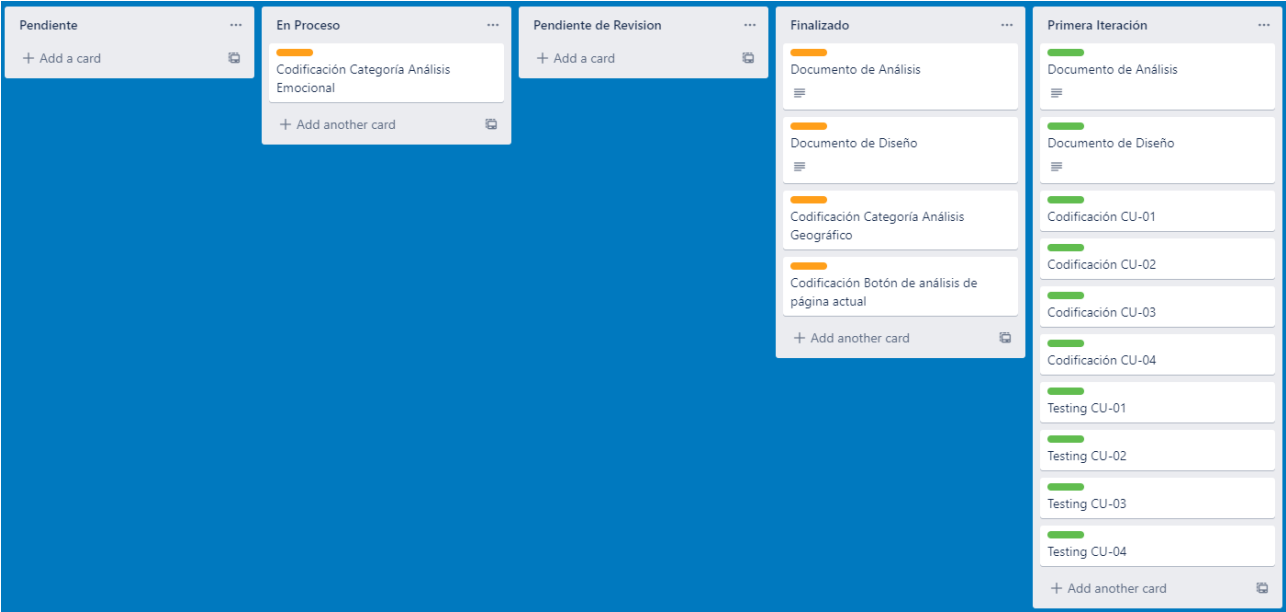 Pendiente
+ Add a card
En Proceso
Codificación Categoría Análisis
Emocional
+ Add another card
Pendiente de Revision
+ Add a card
Finalizado
Documento de Análisis
Documento de Diseño
Codificación Categoría Análisis
Geográfico
Codificación Botón de análisis de
página actual
+ Add another card
Primera Iteración
Documento de Análisis
Documento de Diseño
Codificación CU-01
Codificación CU-02
Codificación CU-03
Codificación CU-04
Testing CU-01
Testing CU-02
Testing CU-03
Testing CU-04
+ Add another card